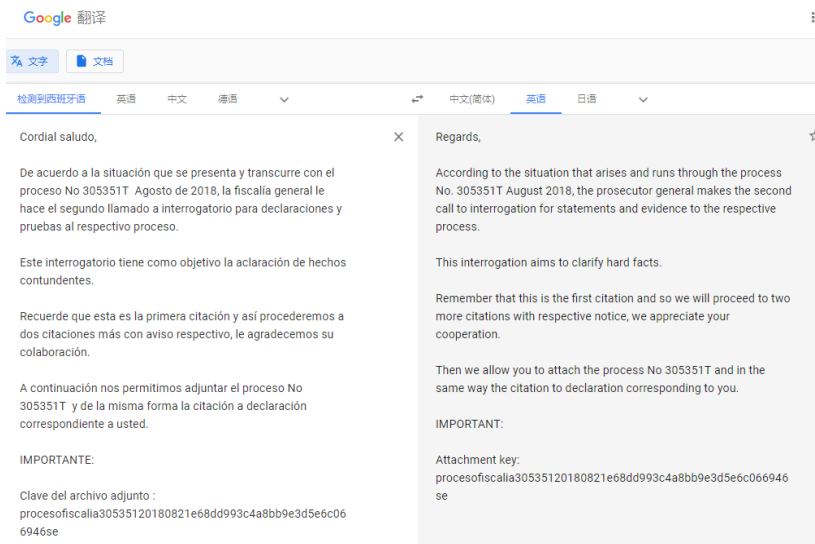 Google 翻译
文字 文档
检测到西班牙语 英语 中文 德语 中文(简体) 英语 日语
Cordial saludo,
De acuerdo a la situación que se presenta y transcurre con el
proceso No 305351T Agosto de 2018, la fiscalía general le
hace el segundo llamado a interrogatorio para declaraciones y
pruebas al respectivo proceso.
Este interrogatorio tiene como objetivo la aclaración de hechos
contundentes.
Recuerde que esta es la primera citación y así procederemos a
dos citaciones más con aviso respectivo, le agradecemos su
colaboración.
A continuación nos permitimos adjuntar el proceso No
305351T y de la misma forma la citación a declaración
correspondiente a usted.
IMPORTANTE:
Clave del archivo adjunto :
procesofiscalia30535120180821e68dd993c4a8bb9e3d5e6c06
6946se
Regards,
According to the situation that arises and runs through the process
No. 305351T August 2018, the prosecutor general makes the second
call to interrogation for statements and evidence to the respective
process.
This interrogation aims to clarify hard facts.
Remember that this is the first citation and so we will proceed to two
more citations with respective notice, we appreciate your
cooperation.
Then we allow you to attach the process No 305351T and in the
same way the citation to declaration corresponding to you.
IMPORTANT:
Attachment key:
procesofiscalia30535120180821e68dd993c4a8bb9e3d5e6c066946
se